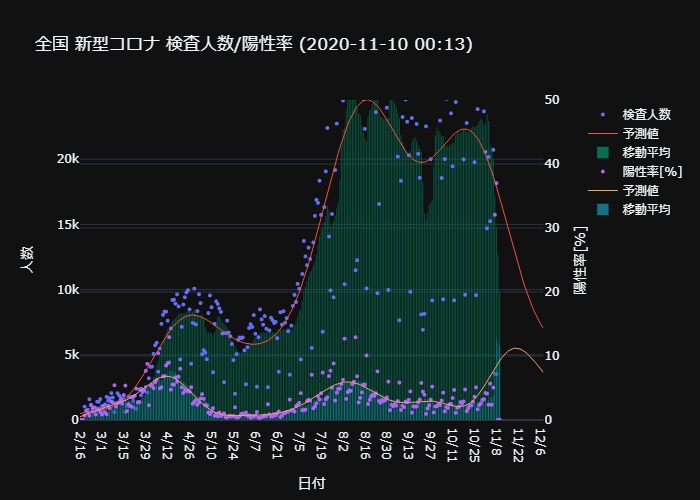 全国 新型コロナ 検査人数/陽性率 (2020-11-10 00:13)
検査人数
予測値
移動平均
陽性率[%]
予測値
移動平均
人数
20k
15k
10k
5k
0
50
40
30
20
10
0
陽性率[%]
2/16
3/1
3/15
3/29
4/12
4/26
5/10
5/24
6/7
6/21
7/5
7/19
8/2
8/16
8/30
9/13
9/27
10/11
10/25
11/8
11/22
12/6
日付